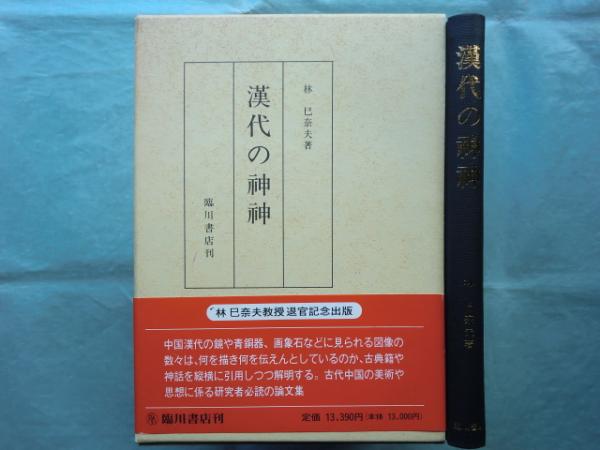 林 巳奈夫著
漢代の神神
臨川書店刊
林 巳奈夫教授退官記念出版
中国漢代の鏡や青銅器、画象石などに見られる図像の
数々は、何を描き何を伝えんとしているのか、古典籍や
神話を縦横に引用しつつ解明する。古代中国の美術や
思想に係る研究者必読の論文集
臨川書店刊
定価 13,390円(本体 13,000円)
漢代の神神